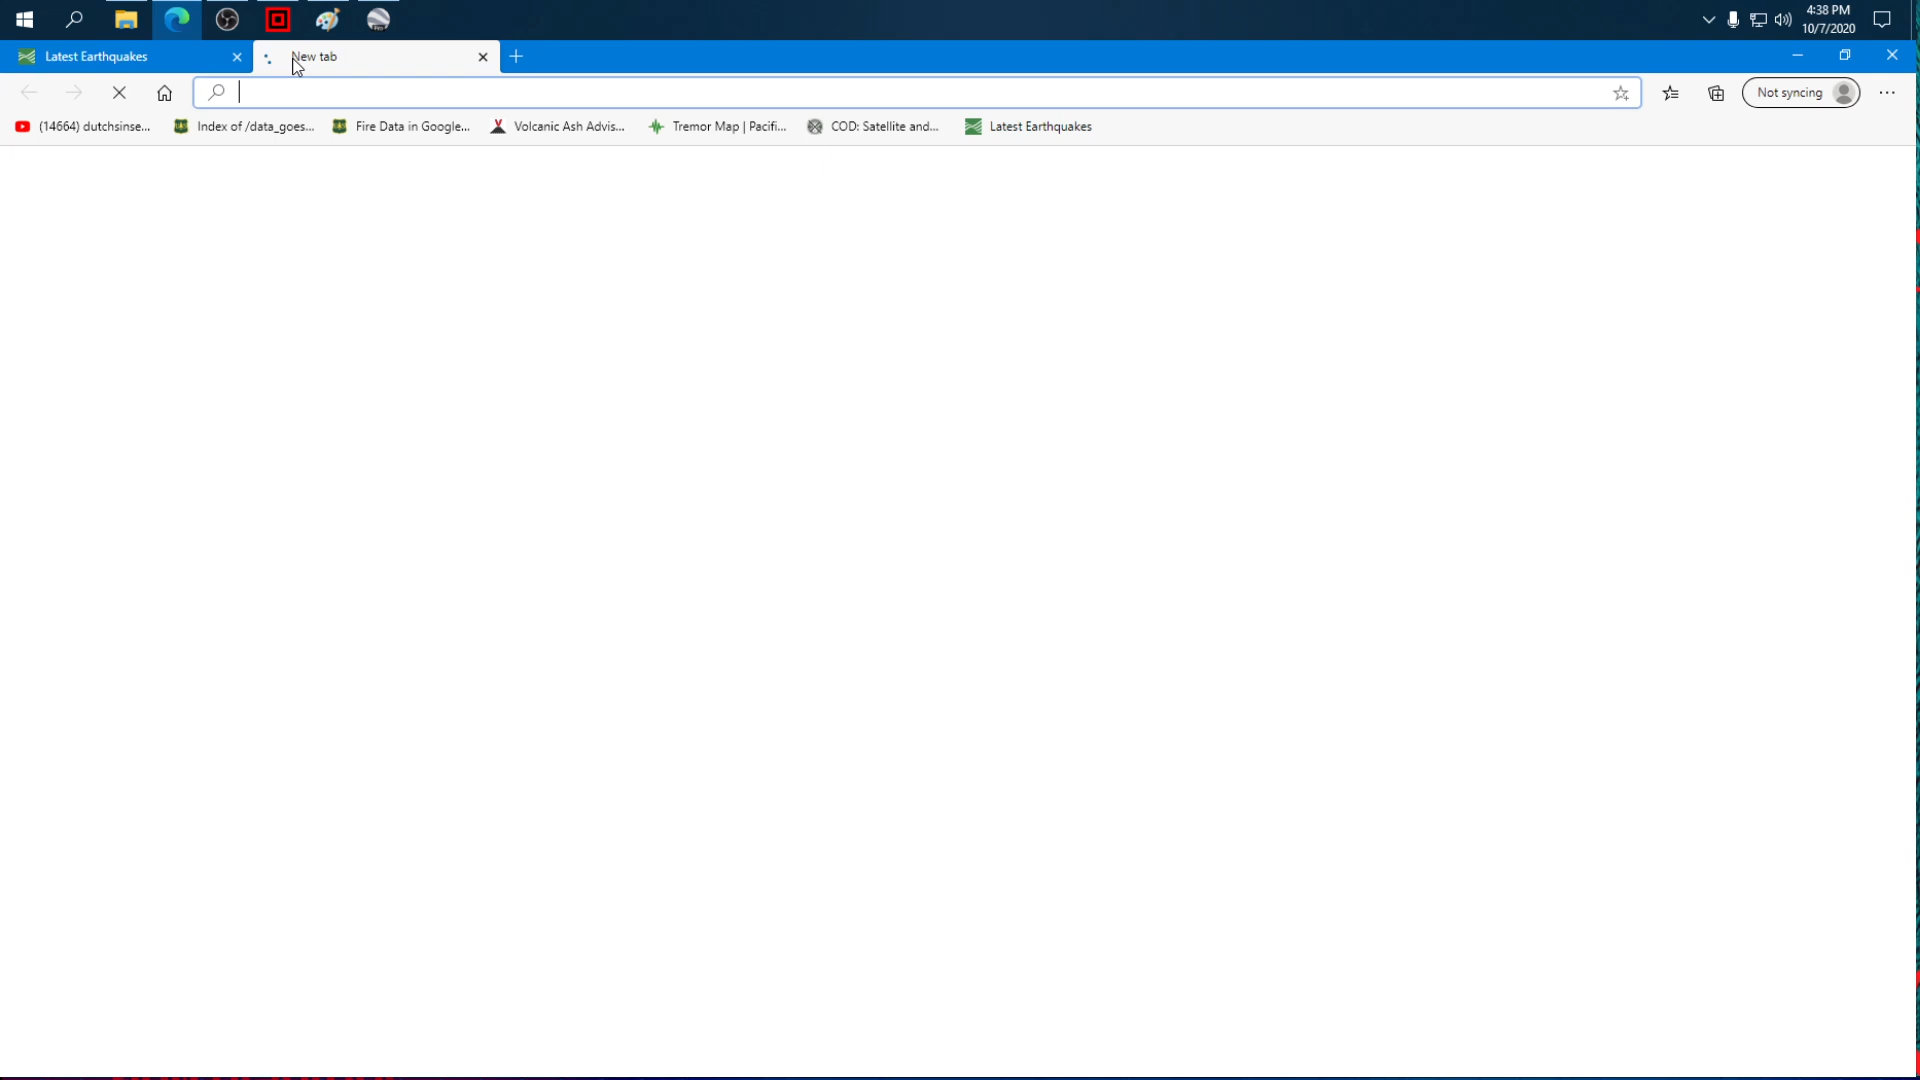 4:38 PM
10/7/2020
Latest Earthquakes
New tab
Not syncing
(14664) dutchsinse...
Index of /data_goes...
Fire Data in Google...
Volcanic Ash Advis...
Tremor Map | Pacifi...
COD: Satellite and...
Latest Earthquakes